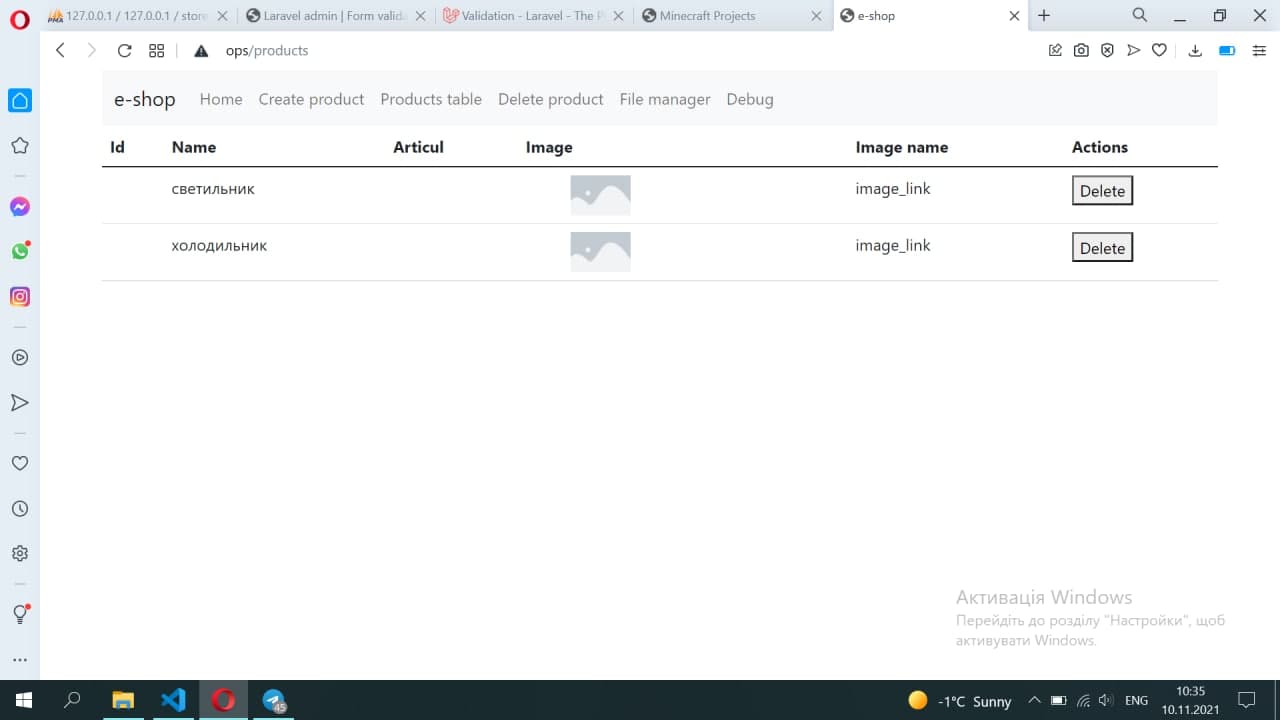 127.0.0.1 / 127.0.0.1 / store
Laravel admin | Form valida
Validation - Laravel - The P
Minecraft Projects
e-shop
ops/products
e-shop Home Create product Products table Delete product File manager Debug
Id Name Articul Image Image name Actions
светильник image_link Delete
холодильник image_link Delete
Активація Windows
Перейдіть до розділу "Настройки", щоб
активувати Windows.
45
-1°C Sunny
ENG
10:35
10.11.2021